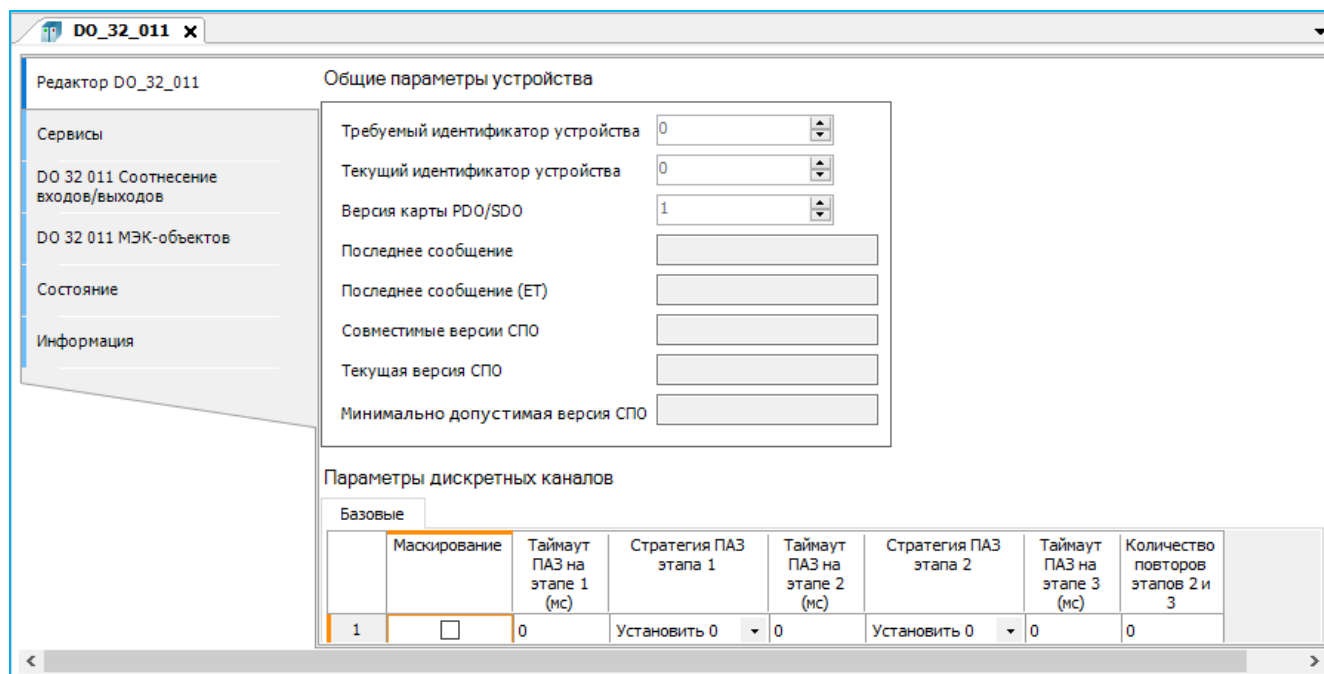 DO_32_011
Редактор DO_32_011
Сервисы
DO 32 011 Соотнесение
входов/выходов
DO 32 011 МЭК-объектов
Состояние
Информация
Общие параметры устройства
Требуемый идентификатор устройства 0
Текущий идентификатор устройства 0
Версия карты PDO/SDO 1
Последнее сообщение
Последнее сообщение (ET)
Совместимые версии СПО
Текущая версия СПО
Минимально допустимая версия СПО
Параметры дискретных каналов
Базовые
Маскирование
Таймаут
ПАЗ на
этапе 1
(мс)
Стратегия ПАЗ
этапа 1
Таймаут
ПАЗ на
этапе 2
(мс)
Стратегия ПАЗ
этапа 2
Таймаут
ПАЗ на
этапе 3
(мс)
Количество
повторов
этапов 2 и
3
1 0 Установить 0 0 Установить 0 0 0